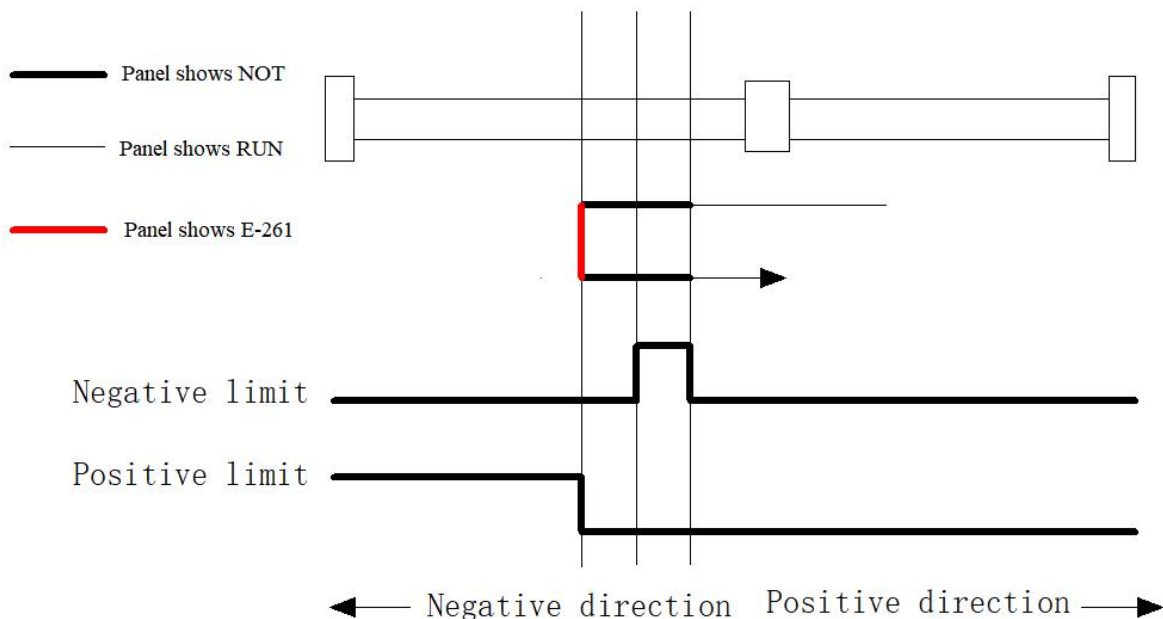 Panel shows NOT
Panel shows RUN
Panel shows E-261
Negative limit
Positive limit
Negative direction
Positive direction